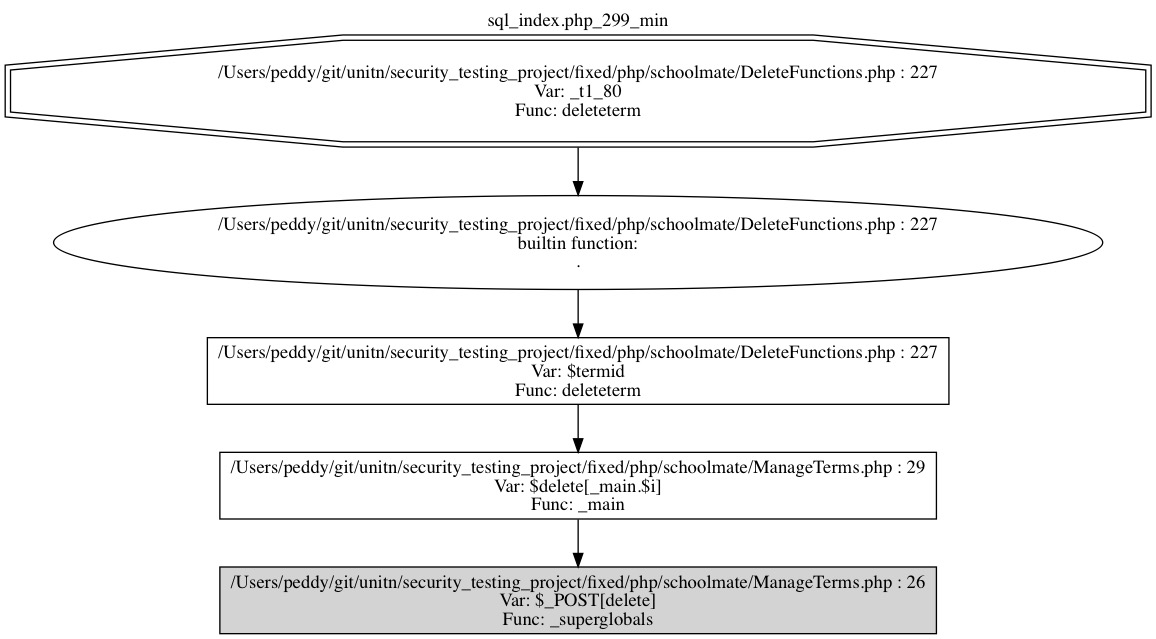 sql_index.php_299_min
/Users/peddy/git/unitn/security_testing_project/fixed/php/schoolmate/DeleteFunctions.php : 227
Var: _t1_80
Func: deleteterm
/Users/peddy/git/unitn/security_testing_project/fixed/php/schoolmate/DeleteFunctions.php : 227
builtin function:
.
/Users/peddy/git/unitn/security_testing_project/fixed/php/schoolmate/DeleteFunctions.php : 227
Var: $termid
Func: deleteterm
/Users/peddy/git/unitn/security_testing_project/fixed/php/schoolmate/ManageTerms.php : 29
Var: $delete[_main.$i]
Func: _main
/Users/peddy/git/unitn/security_testing_project/fixed/php/schoolmate/ManageTerms.php : 26
Var: $_POST[delete]
Func: _superglobals